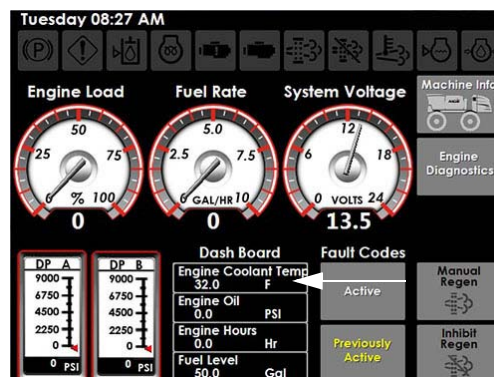 Tuesday 08:27 AM
Engine Load
Fuel Rate
System Voltage
Machine Info
50
25
75
0
%
100
0
5.0
2.5
7.5
0
GAL/HR
10
0
12
6
18
0
VOLTS
24
13.5
Engine
Diagnostics
DP A
9000
6750
4500
2250
0
0 PSI
DP B
9000
6750
4500
2250
0
0 PSI
Dash Board
Engine Coolant Temp
32.0 F
Engine Oil
0.0 PSI
Engine Hours
0.0 Hr
Fuel Level
50.0 Gal
Fault Codes
Active
Previously
Active
Manual
Regen
Inhibit
Regen